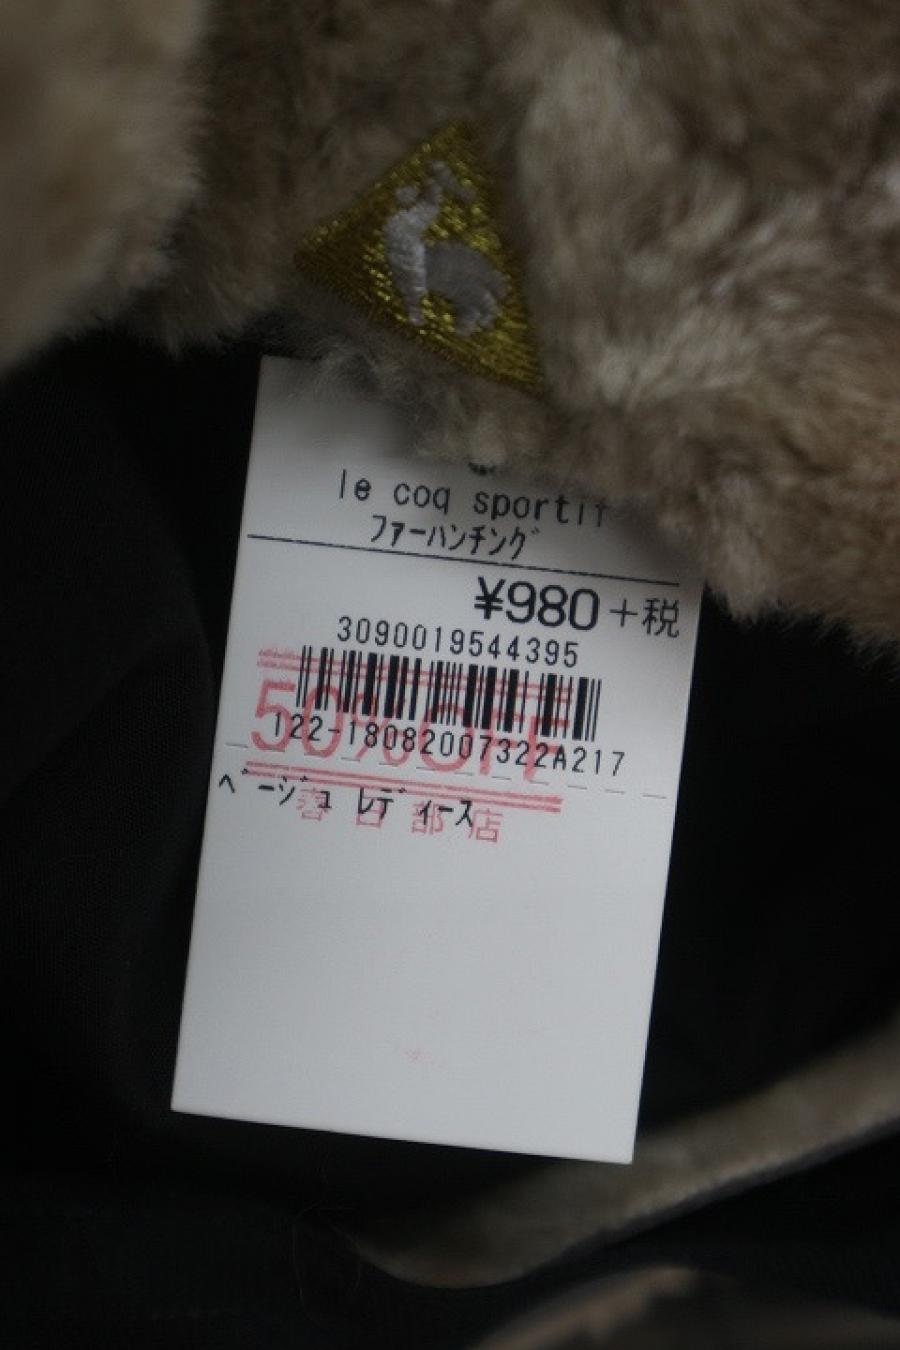 le coq sportif
ファーハンチング
¥980+税
3090019544395
50%OFF
122-18082007322A217
ベージュ レディース
春日部店